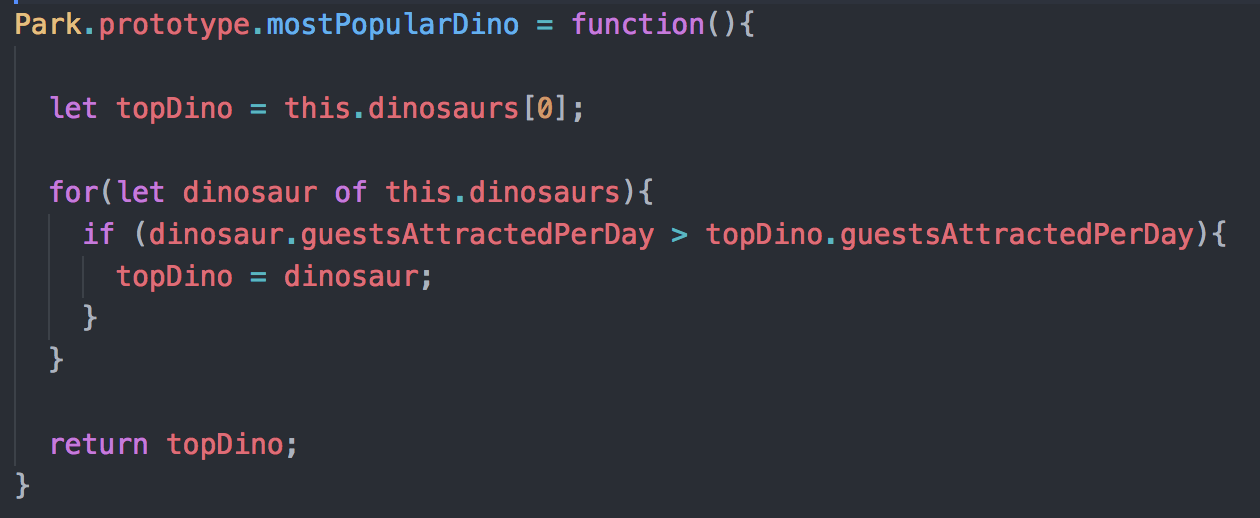 Park.prototype.mostPopularDino = function(){
let topDino = this.dinosaurs[0];
for(let dinosaur of this.dinosaurs){
if (dinosaur.guestsAttractedPerDay > topDino.guestsAttractedPerDay){
topDino = dinosaur;
}
}
return topDino;
}